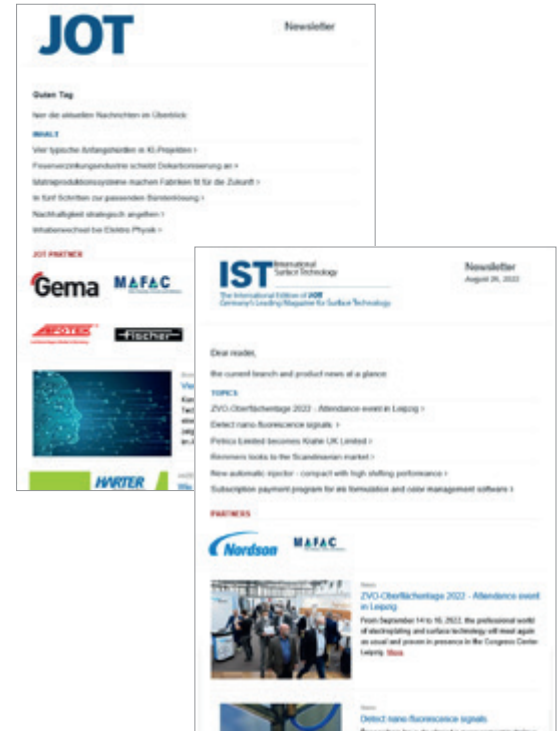 JOT
Newsletter
Guten Tag
hier die aktuellen Nachrichten im Überblick:
INHALT
Vier typische Anfangshürden in KI-Projekten >
Feuerverzinkungsindustrie schiebt Dekarbonisierung an >
Matrixproduktionssysteme machen Fabriken fit für die Zukunft >
In fünf Schritten zur passenden Barrierelösung >
Nachhaltigkeit strategisch angehen >
Inhaberwechsel bei Elektro Physik >
JOT PARTNER
Gema
MAFAC
AFOTEK
fischer
HARTER
IST International
Surface Technology
The International Edition of JOT
Germany's Leading Magazine for Surface Technology
Newsletter
August 26, 2022
Dear reader,
the current branch and product news at a glance:
TOPICS
ZVO-Oberflächentage 2022 - Attendance event in Leipzig >
Detect nano-fluorescence signals >
Petrica Limited becomes Krahn UK Limited >
Remmers looks to the Scandinavian market >
New automatic injector - compact with high shifting performance >
Subscription payment program for ink formulation and color management software >
PARTNERS
Nordson
MAFAC
News
ZVO-Oberflächentage 2022 - Attendance event
in Leipzig
From September 14 to 16, 2022, the professional world
of electroplating and surface technology will meet again
as usual and proven in presence in the Congress Center
Leipzig. More
News
Detect nano-fluorescence signals